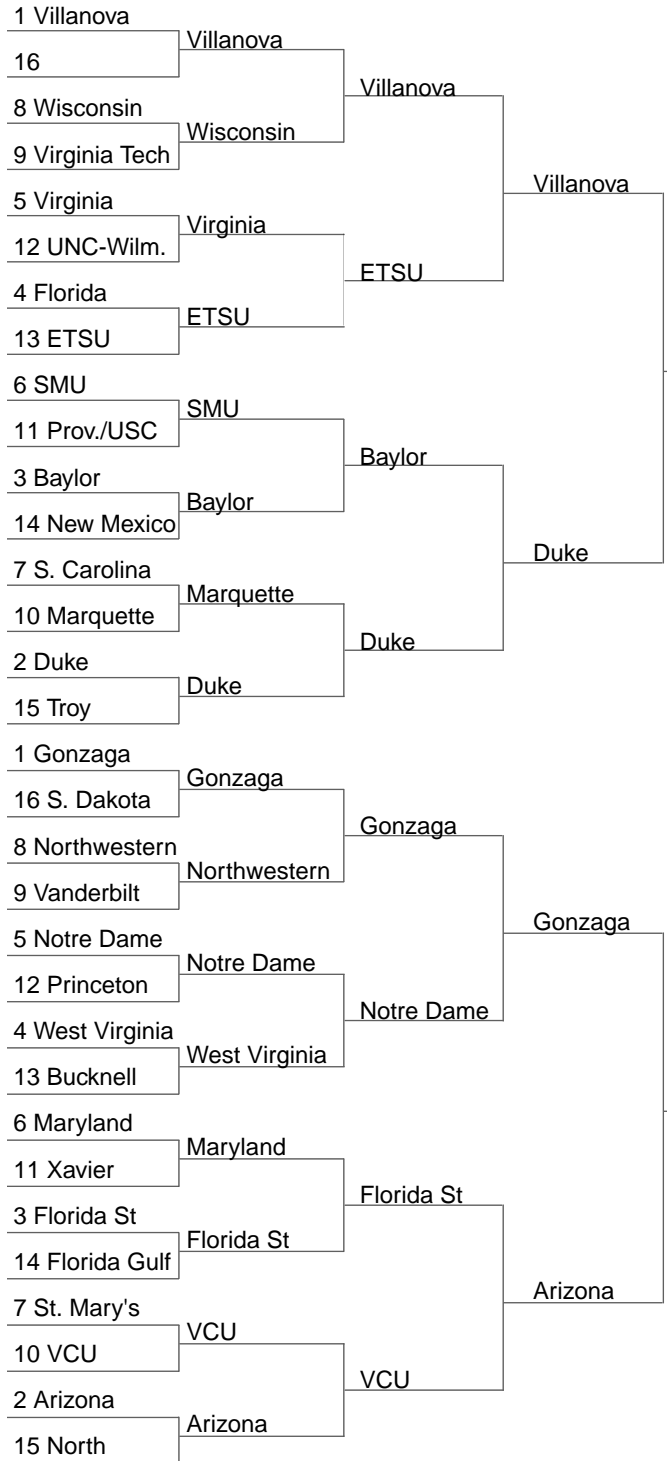 1 Villanova
16
8 Wisconsin
9 Virginia Tech
5 Virginia
12 UNC-Wilm.
4 Florida
13 ETSU
6 SMU
11 Prov./USC
3 Baylor
14 New Mexico
7 S. Carolina
10 Marquette
2 Duke
15 Troy
1 Gonzaga
16 S. Dakota
8 Northwestern
9 Vanderbilt
5 Notre Dame
12 Princeton
4 West Virginia
13 Bucknell
6 Maryland
11 Xavier
3 Florida St
14 Florida Gulf
7 St. Mary's
10 VCU
2 Arizona
15 North
Villanova
Wisconsin
Virginia
ETSU
SMU
Baylor
Marquette
Duke
Gonzaga
Northwestern
Notre Dame
West Virginia
Maryland
Florida St
VCU
Arizona
Villanova
ETSU
Baylor
Duke
Gonzaga
Notre Dame
Florida St
VCU
Villanova
Duke
Gonzaga
Arizona